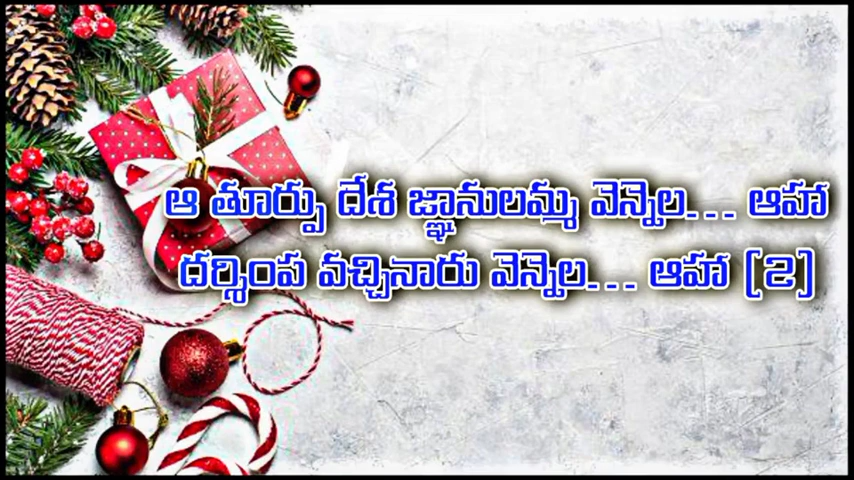 ఆ తూర్పు దేశ జ్ఞానులమ్మ వెన్నెల... ఆహా
దర్శింప వచ్చినారు వెన్నెల... ఆహా (2)